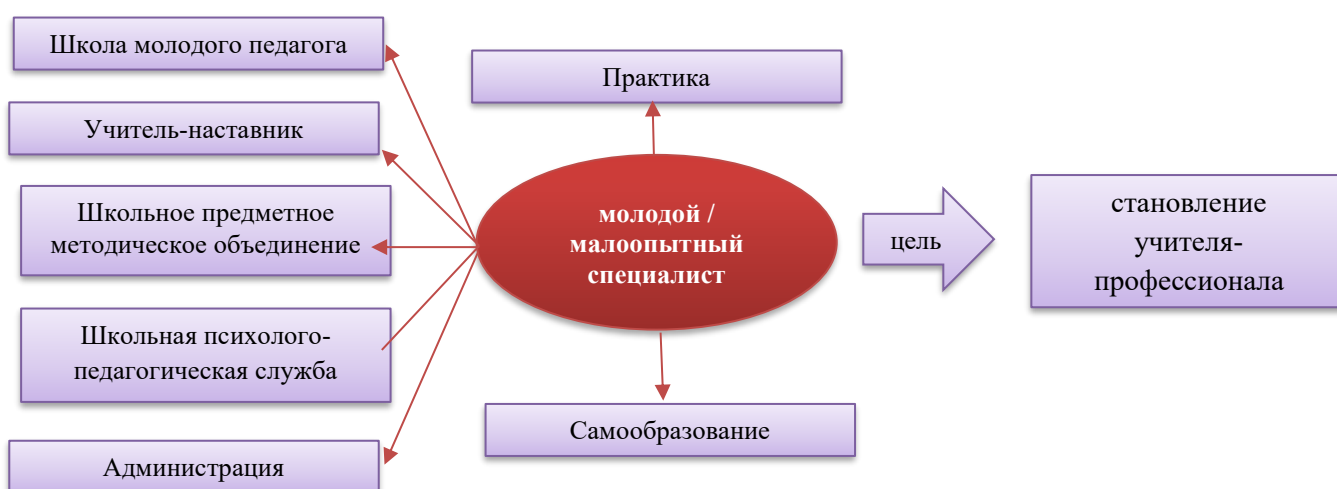 Школа молодого педагога
Учитель-наставник
Школьное предметное
методическое объединение
Школьная психолого-
педагогическая служба
Администрация
Практика
молодой /
малоопытный
специалист
Самообразование
цель
становление
учителя-
профессионала